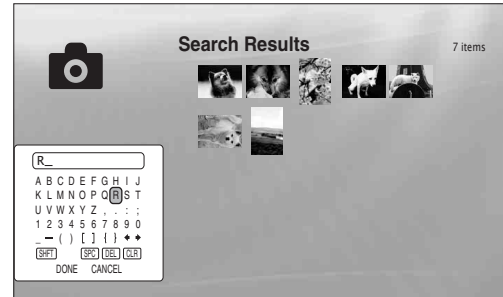 Search Results
7 items
R_
A B C D E F G H I J
K L M N O P Q R S T
U V W X Y Z , . : ;
1 2 3 4 5 6 7 8 9 0
_ – ( ) [ ] { }
SHFT SPC DEL CLR
DONE CANCEL